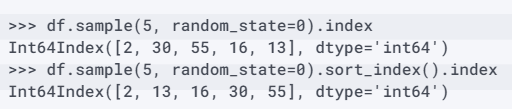 >>> df.sample(5, random_state=0).index
Int64Index([2, 30, 55, 16, 13], dtype='int64')
>>> df.sample(5, random_state=0).sort_index().index
Int64Index([2, 13, 16, 30, 55], dtype='int64')